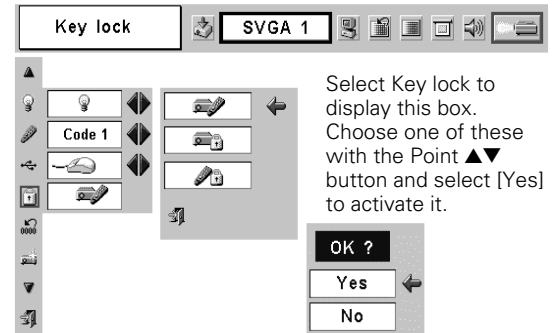 Key lock
SVGA 1
Select Key lock to
display this box.
Choose one of these
with the Point ▲▼
button and select [Yes]
to activate it.
Code 1
0000
OK ?
Yes
No